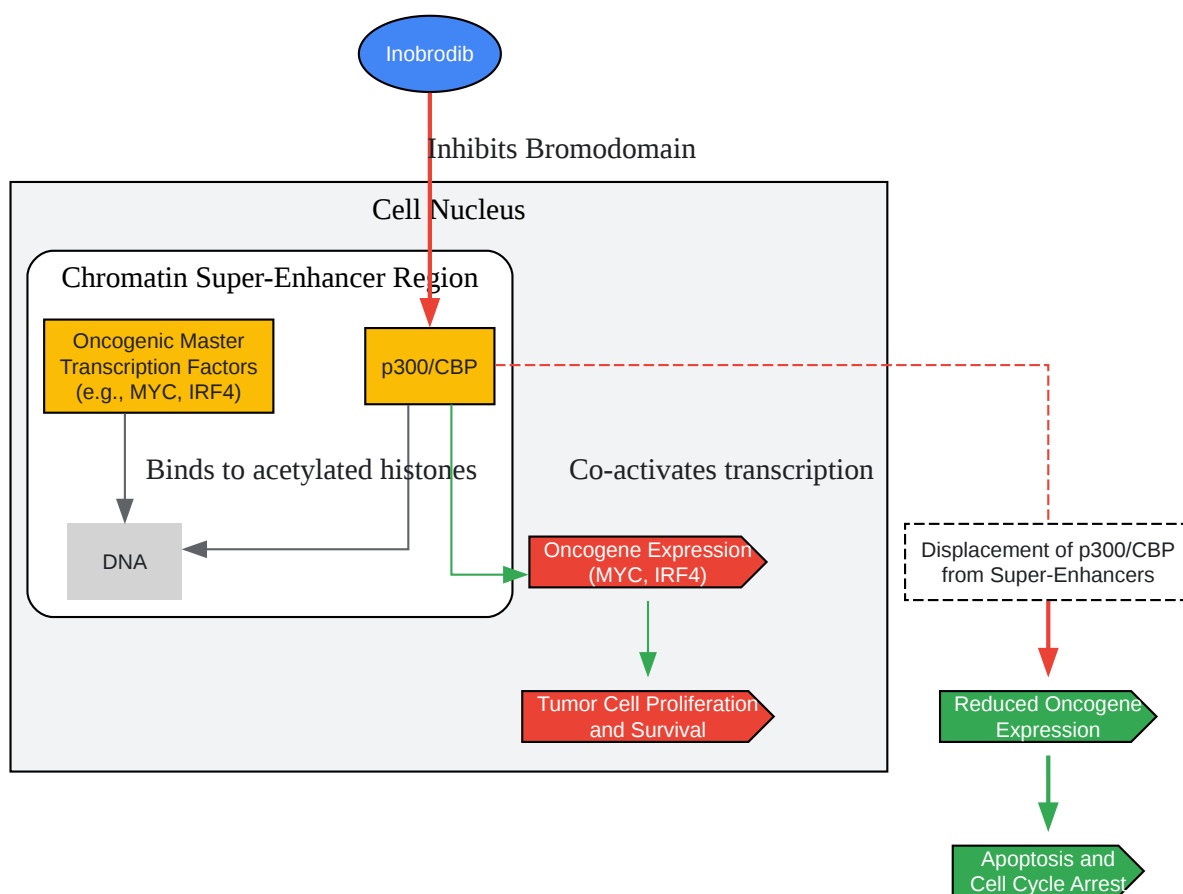 Inobrodib
Inhibits Bromodomain
Cell Nucleus
Chromatin Super-Enhancer Region
Oncogenic Master
Transcription Factors
(e.g., MYC, IRF4)
p300/CBP
Binds to acetylated histones
Co-activates transcription
DNA
Oncogene Expression
(MYC, IRF4)
Displacement of p300/CBP
from Super-Enhancers
Tumor Cell Proliferation
and Survival
Reduced Oncogene
Expression
Apoptosis and
Cell Cycle Arrest